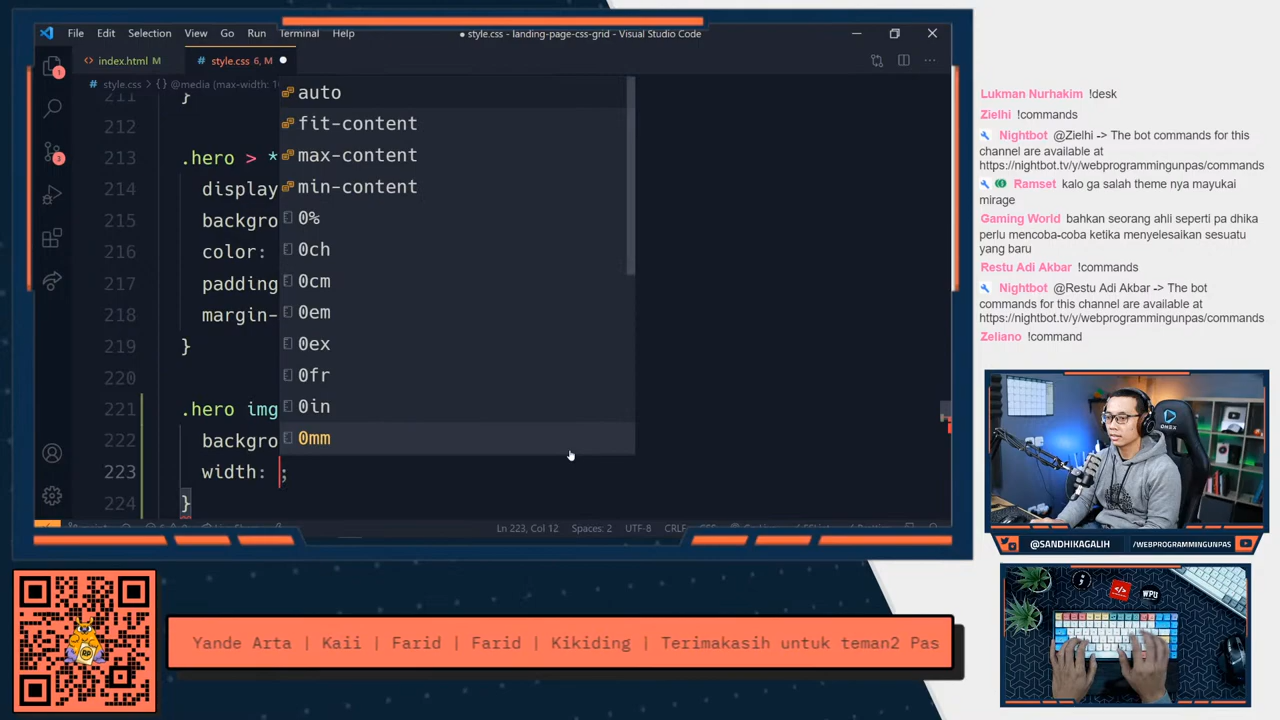 File Edit Selection View Go Run Terminal Help
● style.css - landing-page-css-grid - Visual Studio Code
index.html M
# style.css 6, M ●
# style.css > {} @media (max-width: 1
1
3
211 }
212
213 .hero > *
214 display
215 backgro
216 color:
217 padding
218 margin-
219 }
220
221 .hero img
222 backgro
223 width: ;
224 }
auto
fit-content
max-content
min-content
0%
0ch
0cm
0em
0ex
0fr
0in
0mm
Ln 223, Col 12 Spaces: 2 UTF-8 CRLF
Lukman Nurhakim !desk
Zielhi !commands
Nightbot @Zielhi -> The bot commands for this
channel are available at
https://nightbot.tv/y/webprogrammingunpas/commands
Ramset kalo ga salah theme nya mayukai
mirage
Gaming World bahkan seorang ahli seperti pa dhika
perlu mencoba-coba ketika menyelesaikan sesuatu
yang baru
Restu Adi Akbar !commands
Nightbot @Restu Adi Akbar -> The bot
commands for this channel are available at
https://nightbot.tv/y/webprogrammingunpas/commands
Zeliano !command
@SANDHIKAGALIH /WEBPROGRAMMINGUNPAS
WPU
Yande Arta | Kaii | Farid | Farid | Kikiding | Terimakasih untuk teman2 Pas